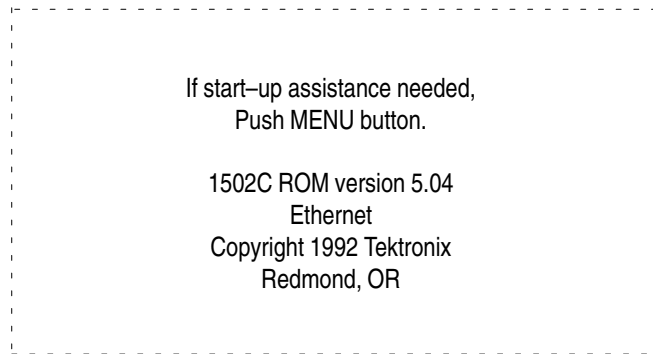 If start–up assistance needed,
Push MENU button.
1502C ROM version 5.04
Ethernet
Copyright 1992 Tektronix
Redmond, OR